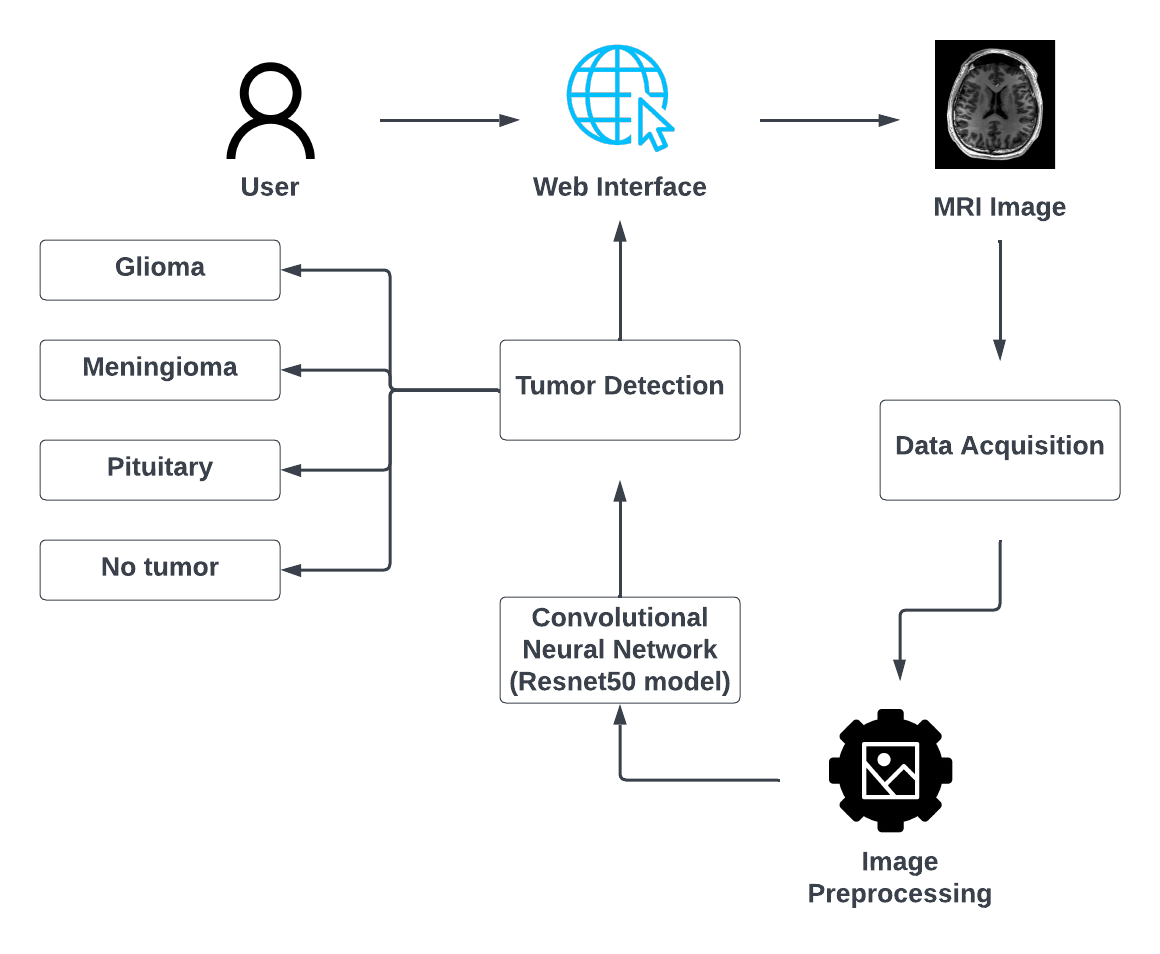 User
Web Interface
MRI Image
Glioma
Meningioma
Tumor Detection
Data Acquisition
Pituitary
No tumor
Convolutional
Neural Network
(Resnet50 model)
Image
Preprocessing